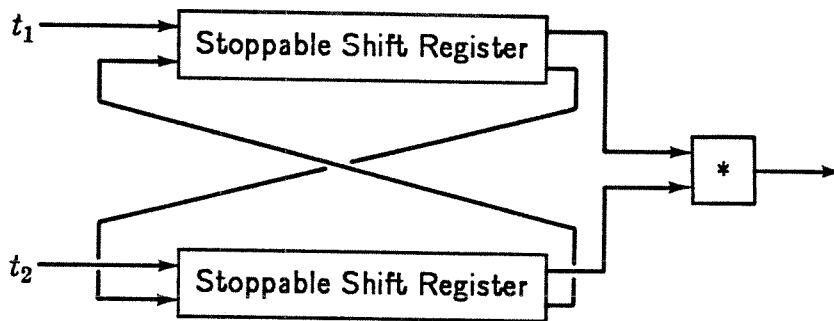 t₁
Stoppable Shift Register
*
t₂
Stoppable Shift Register